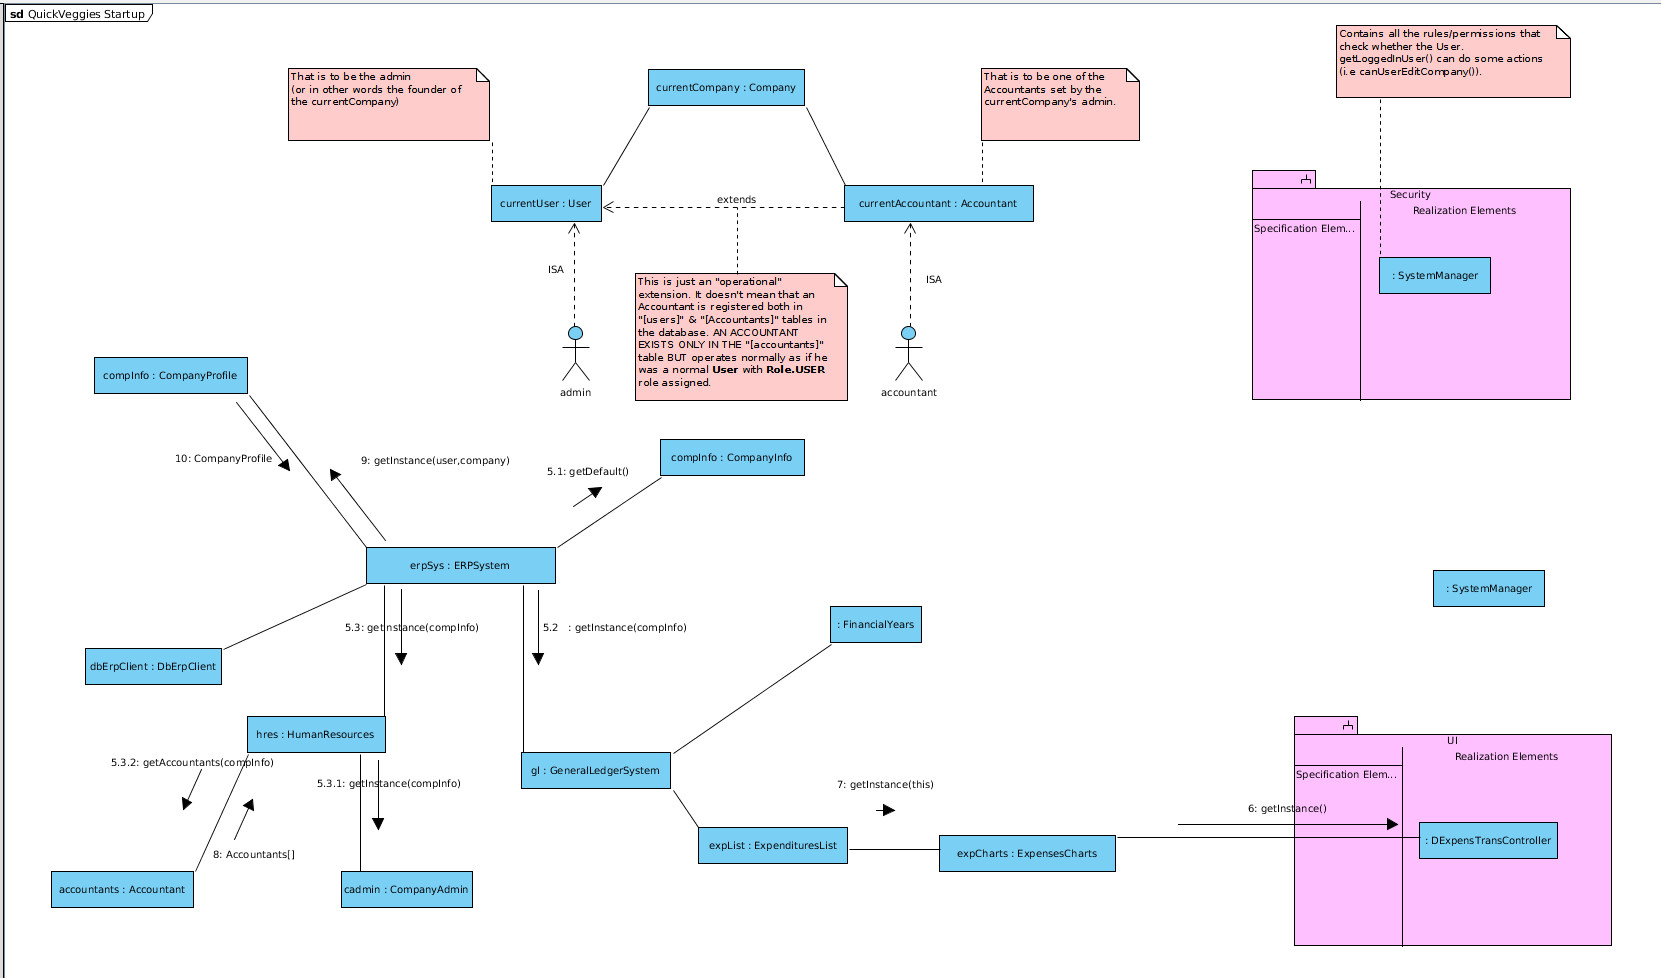 sd QuickVeggies Startup
Contains all the rules/permissions that
check whether the User.
getLoggedInUser() can do some actions
(i.e canUserEditCompany()).
That is to be the admin
(or in other words the founder of
the currentCompany)
currentCompany : Company
That is to be one of the
Accountants set by the
currentCompany's admin.
currentUser : User
extends
currentAccountant : Accountant
Security
Realization Elements
Specification Elem...
: SystemManager
ISA
ISA
This is just an "operational"
extension. It doesn't mean that an
Accountant is registered both in
"[users]" & "[Accountants]" tables in
the database. AN ACCOUNTANT
EXISTS ONLY IN THE "[accountants]"
table BUT operates normally as if he
was a normal User with Role.USER
role assigned.
admin
accountant
compInfo : CompanyProfile
10: CompanyProfile
9: getInstance(user,company)
5.1: getDefault()
compInfo : CompanyInfo
erpSys : ERPSystem
: SystemManager
5.3: getInstance(compInfo)
5.2 : getInstance(compInfo)
: FinancialYears
dbErpClient : DbErpClient
hres : HumanResources
5.3.2: getAccountants(compInfo)
5.3.1: getInstance(compInfo)
gl : GeneralLedgerSystem
UI
Realization Elements
Specification Elem...
7: getInstance(this)
6: getInstance()
expList : ExpendituresList
expCharts : ExpensesCharts
: DExpensTransController
8: Accountants[]
accountants : Accountant
cadmin : CompanyAdmin